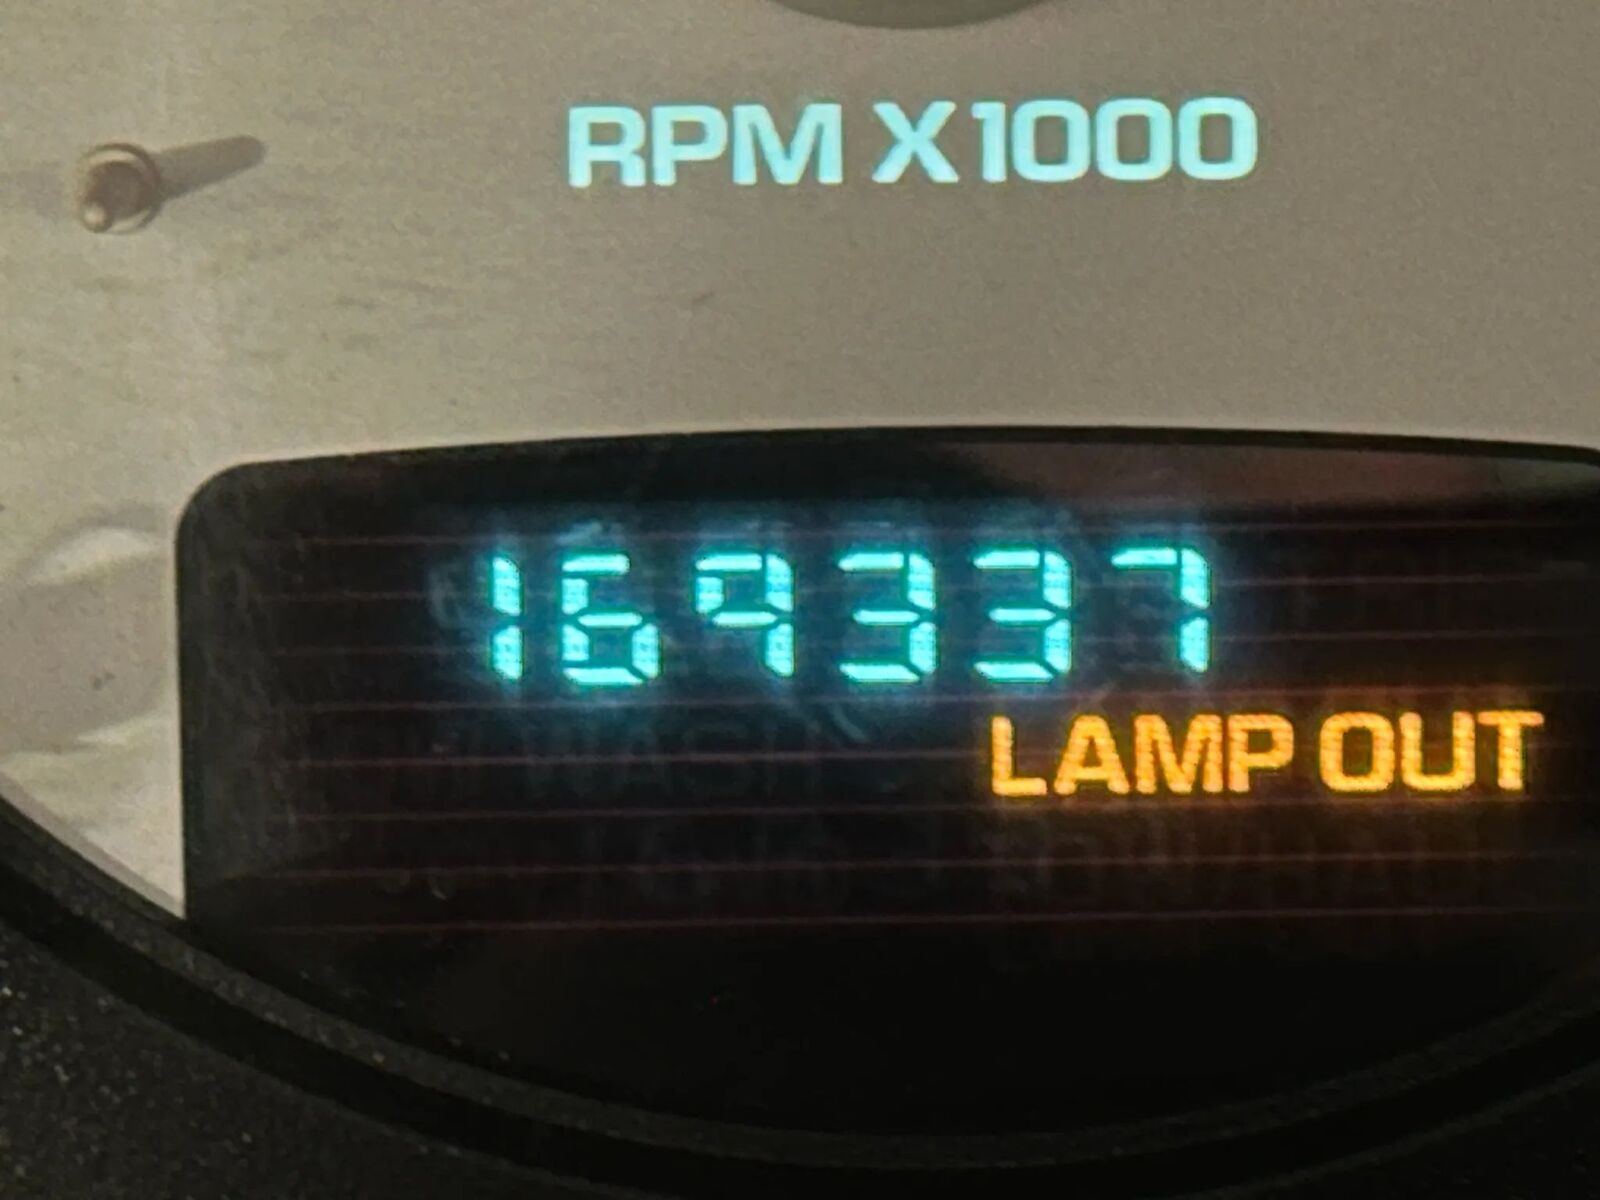 RPM X1000
169337
LAMP OUT